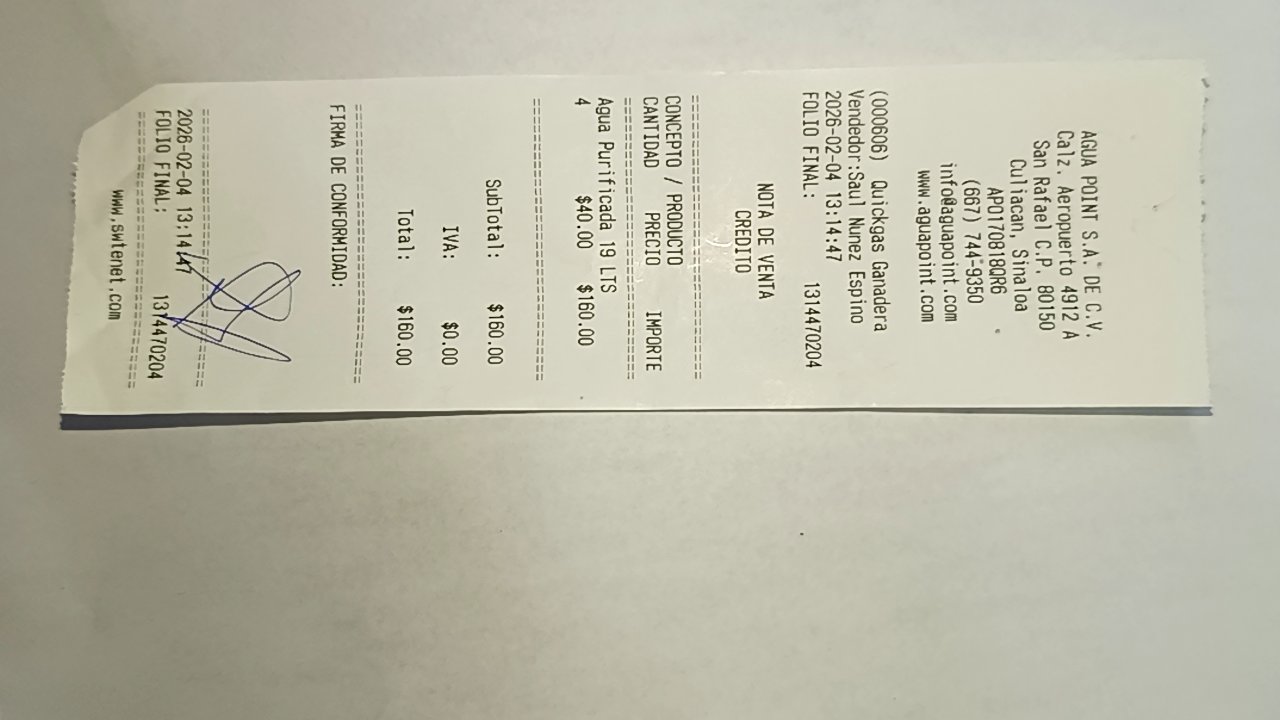 AGUA POINT S.A. DE C.V.
Calz. Aeropuerto 4912 A
San Rafael C.P. 80150
Culiacan, Sinaloa
APO170818QR6
(667) 744-9350
info@aguapoint.com
www.aguapoint.com
(000606) Quickgas Ganadera
Vendedor:Saul Nunez Espino
2026-02-04 13:14:47
FOLIO FINAL: 1314470204
NOTA DE VENTA
CREDITO
===================================
CONCEPTO / PRODUCTO
CANTIDAD PRECIO IMPORTE
===================================
Agua Purificada 19 LTS
4 $40.00 $160.00
===================================
SubTotal: $160.00
IVA: $0.00
Total: $160.00
===================================
FIRMA DE CONFORMIDAD:
===================================
2026-02-04 13:14:47
FOLIO FINAL: 1314470204
===================================
www.swtenet.com